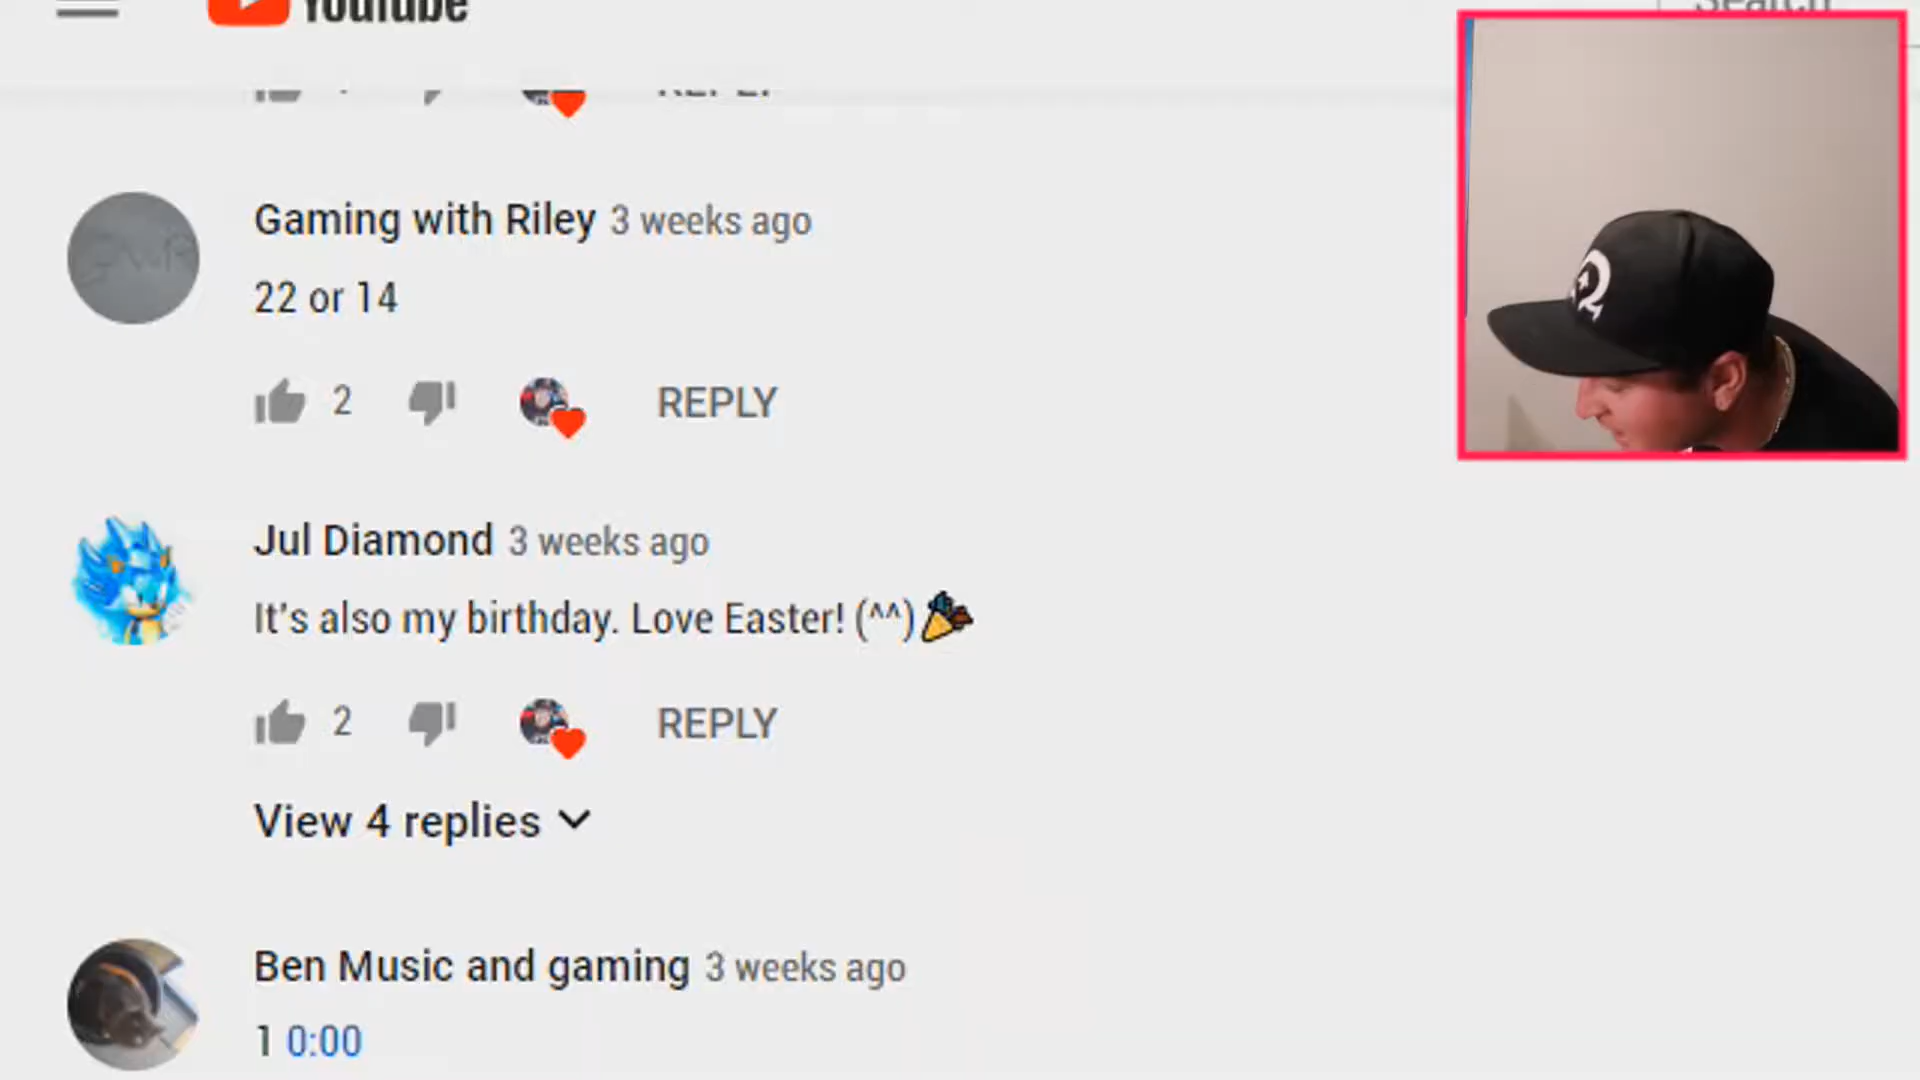 YouTube
Search
REPLY
Gaming with Riley 3 weeks ago
22 or 14
2 REPLY
Jul Diamond 3 weeks ago
It's also my birthday. Love Easter! (^^)
2 REPLY
View 4 replies
Ben Music and gaming 3 weeks ago
1 0:00